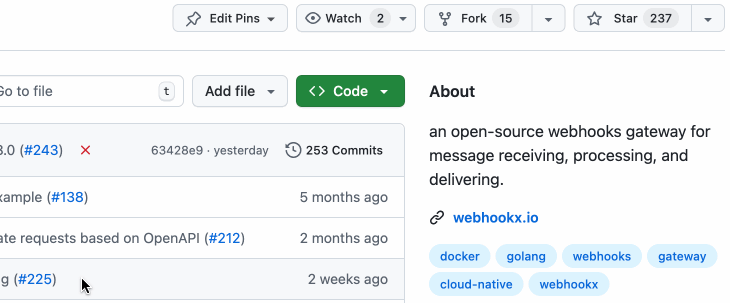 Edit Pins Watch 2 Fork 15 Star 237
Go to file t Add file <> Code About
an open-source webhooks gateway for message receiving, processing, and delivering.
3.0 (#243) 63428e9 · yesterday 253 Commits
xample (#138) 5 months ago
webhookx.io
ate requests based on OpenAPI (#212) 2 months ago
docker golang webhooks gateway
g (#225) 2 weeks ago
cloud-native webhookx